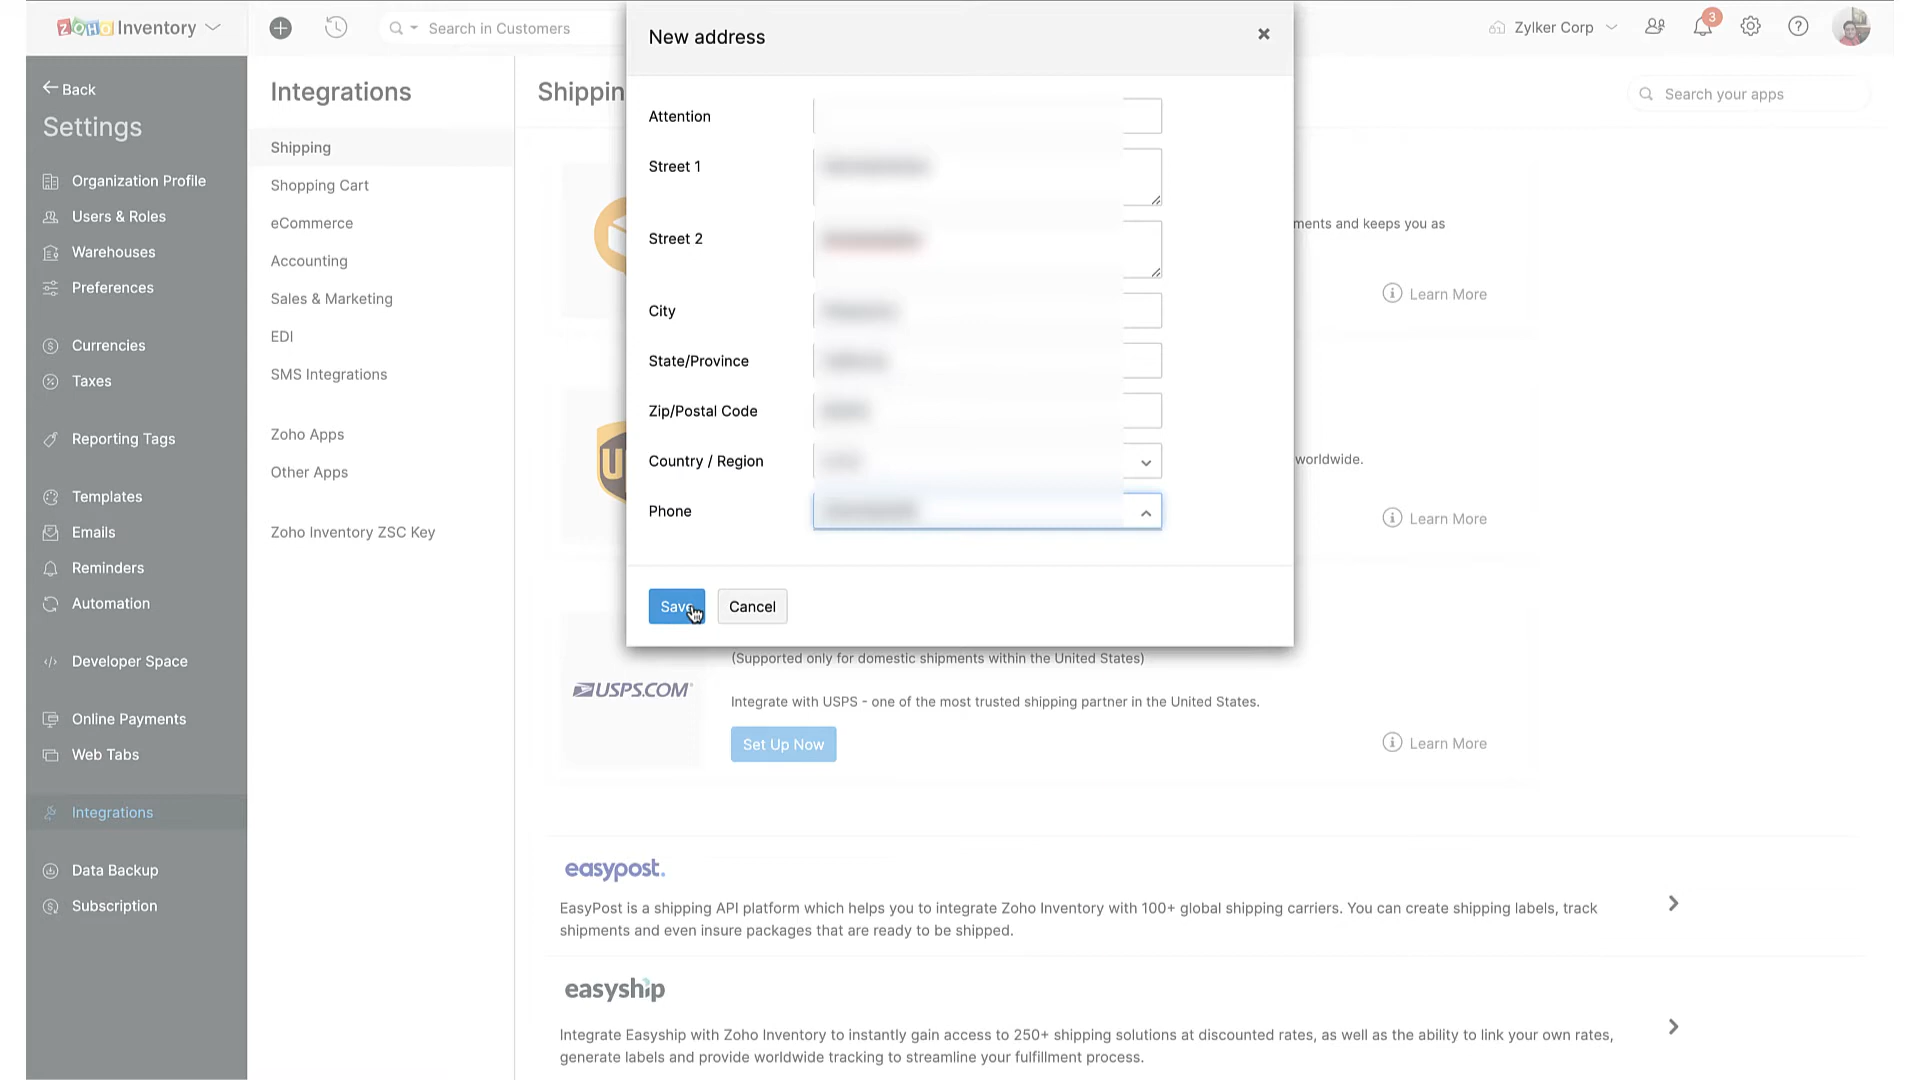 ZOHO Inventory
Search in Customers
Zylker Corp
3
Back
Settings
Organization Profile
Users & Roles
Warehouses
Preferences
Currencies
Taxes
Reporting Tags
Templates
Emails
Reminders
Automation
Developer Space
Online Payments
Web Tabs
Integrations
Data Backup
Subscription
Integrations
Shipping
Shopping Cart
eCommerce
Accounting
Sales & Marketing
EDI
SMS Integrations
Zoho Apps
Other Apps
Zoho Inventory ZSC Key
Shippin
Search your apps
New address
Attention
Street 1
Street 2
City
State/Province
Zip/Postal Code
Country / Region
Phone
Save
Cancel
ments and keeps you as
Learn More
worldwide.
Learn More
USPS.COM
(Supported only for domestic shipments within the United States)
Integrate with USPS - one of the most trusted shipping partner in the United States.
Set Up Now
Learn More
easypost.
EasyPost is a shipping API platform which helps you to integrate Zoho Inventory with 100+ global shipping carriers. You can create shipping labels, track
shipments and even insure packages that are ready to be shipped.
easyship
Integrate Easyship with Zoho Inventory to instantly gain access to 250+ shipping solutions at discounted rates, as well as the ability to link your own rates,
generate labels and provide worldwide tracking to streamline your fulfillment process.